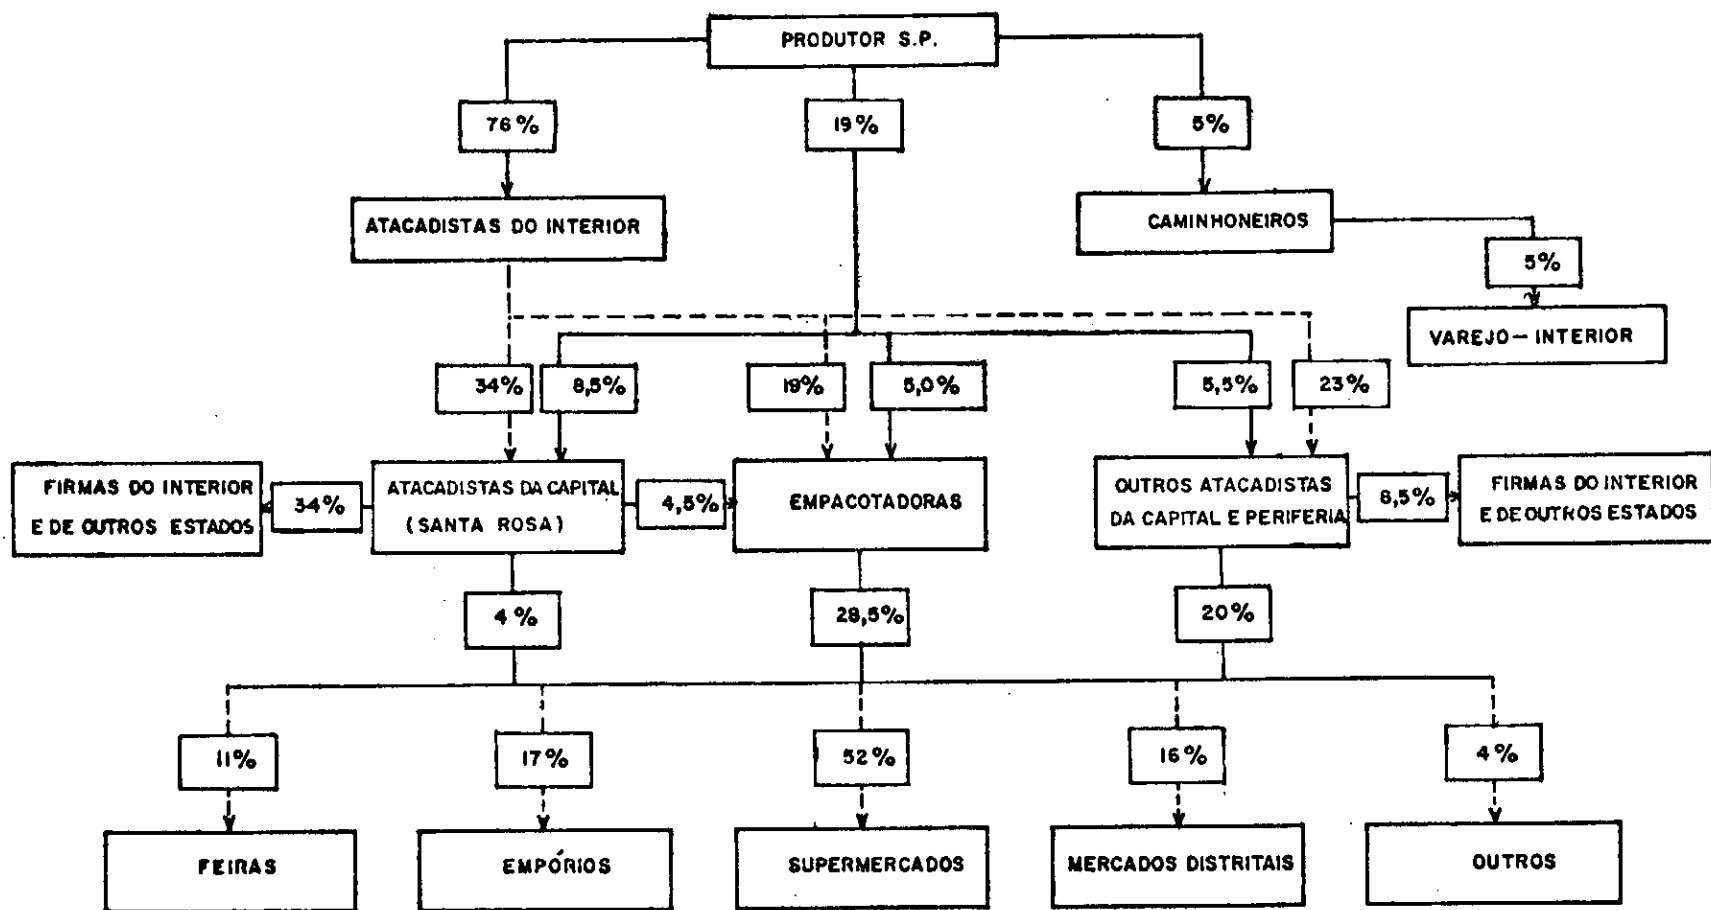 PRODUTOR S.P.
76%
19%
5%
ATACADISTAS DO INTERIOR
CAMINHONEIROS
5%
VAREJO — INTERIOR
34%
8,5%
19%
5,0%
5,5%
23%
FIRMAS DO INTERIOR
E DE OUTROS ESTADOS
34%
ATACADISTAS DA CAPITAL
(SANTA ROSA)
4,5%
EMPACOTADORAS
OUTROS ATACADISTAS
DA CAPITAL E PERIFERIA
8,5%
FIRMAS DO INTERIOR
E DE OUTROS ESTADOS
4%
28,5%
20%
11%
17%
52%
16%
4%
FEIRAS
EMPÓRIOS
SUPERMERCADOS
MERCADOS DISTRITAIS
OUTROS